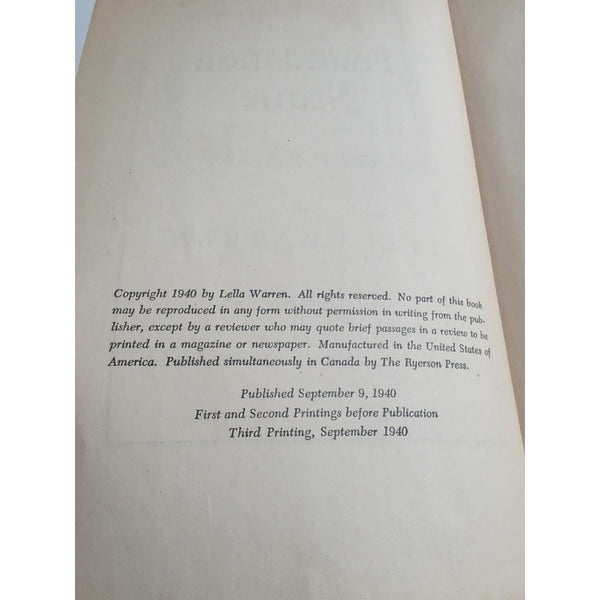 Copyright 1940 by Lella Warren. All rights reserved. No part of this book
may be reproduced in any form without permission in writing from the pub-
lisher, except by a reviewer who may quote brief passages in a review to be
printed in a magazine or newspaper. Manufactured in the United States of
America. Published simultaneously in Canada by The Ryerson Press.
Published September 9, 1940
First and Second Printings before Publication
Third Printing, September 1940